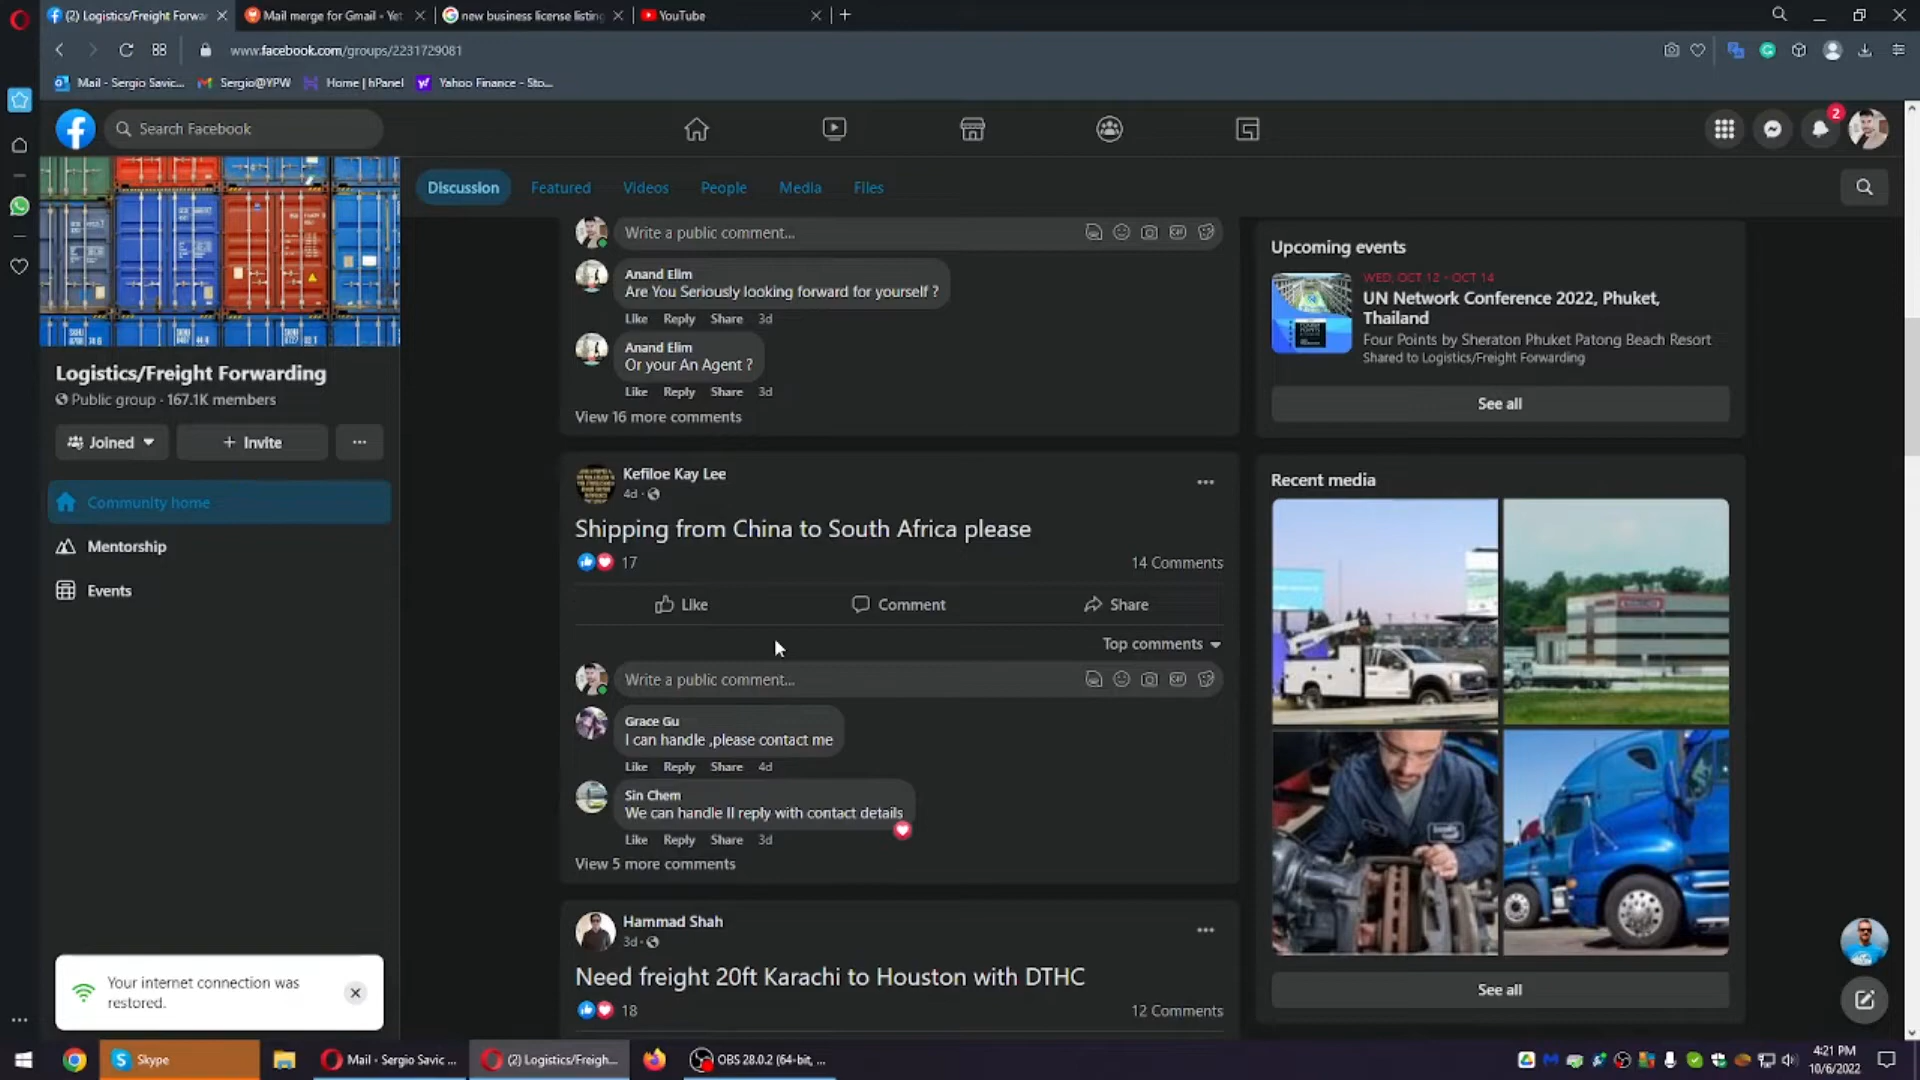 (2) Logistics/Freight Forwar
Mail merge for Gmail - Yet
new business license listing
YouTube
www.facebook.com/groups/2231729081
Mail - Sergio Savic...
Sergio@YPW
Home | hPanel
Yahoo Finance - Sto...
Search Facebook
2
Discussion
Featured
Videos
People
Media
Files
Logistics/Freight Forwarding
Public group · 167.1K members
Joined
+ Invite
Community home
Mentorship
Events
Your internet connection was
restored.
Write a public comment...
GIF
Anand Elim
Are You Seriously looking forward for yourself ?
Like Reply Share 3d
Anand Elim
Or your An Agent ?
Like Reply Share 3d
View 16 more comments
Kefiloe Kay Lee
4d ·
Shipping from China to South Africa please
17
14 Comments
Like
Comment
Share
Top comments
Write a public comment...
GIF
Grace Gu
I can handle ,please contact me
Like Reply Share 4d
Sin Chem
We can handle ll reply with contact details
Like Reply Share 3d
View 5 more comments
Hammad Shah
3d ·
Need freight 20ft Karachi to Houston with DTHC
18
12 Comments
Upcoming events
WED, OCT 12 - OCT 14
UN Network Conference 2022, Phuket,
Thailand
Four Points by Sheraton Phuket Patong Beach Resort
Shared to Logistics/Freight Forwarding
See all
Recent media
See all
Skype
Mail - Sergio Savic ...
(2) Logistics/Freigh...
OBS 28.0.2 (64-bit, ...
4:21 PM
10/6/2022